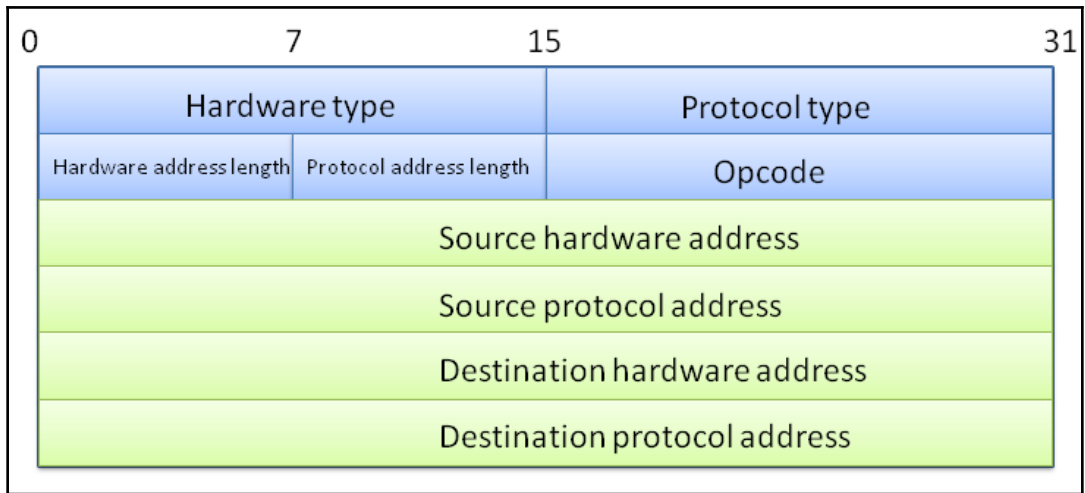 0 7 15 31
Hardware type Protocol type
Hardware address length Protocol address length Opcode
Source hardware address
Source protocol address
Destination hardware address
Destination protocol address